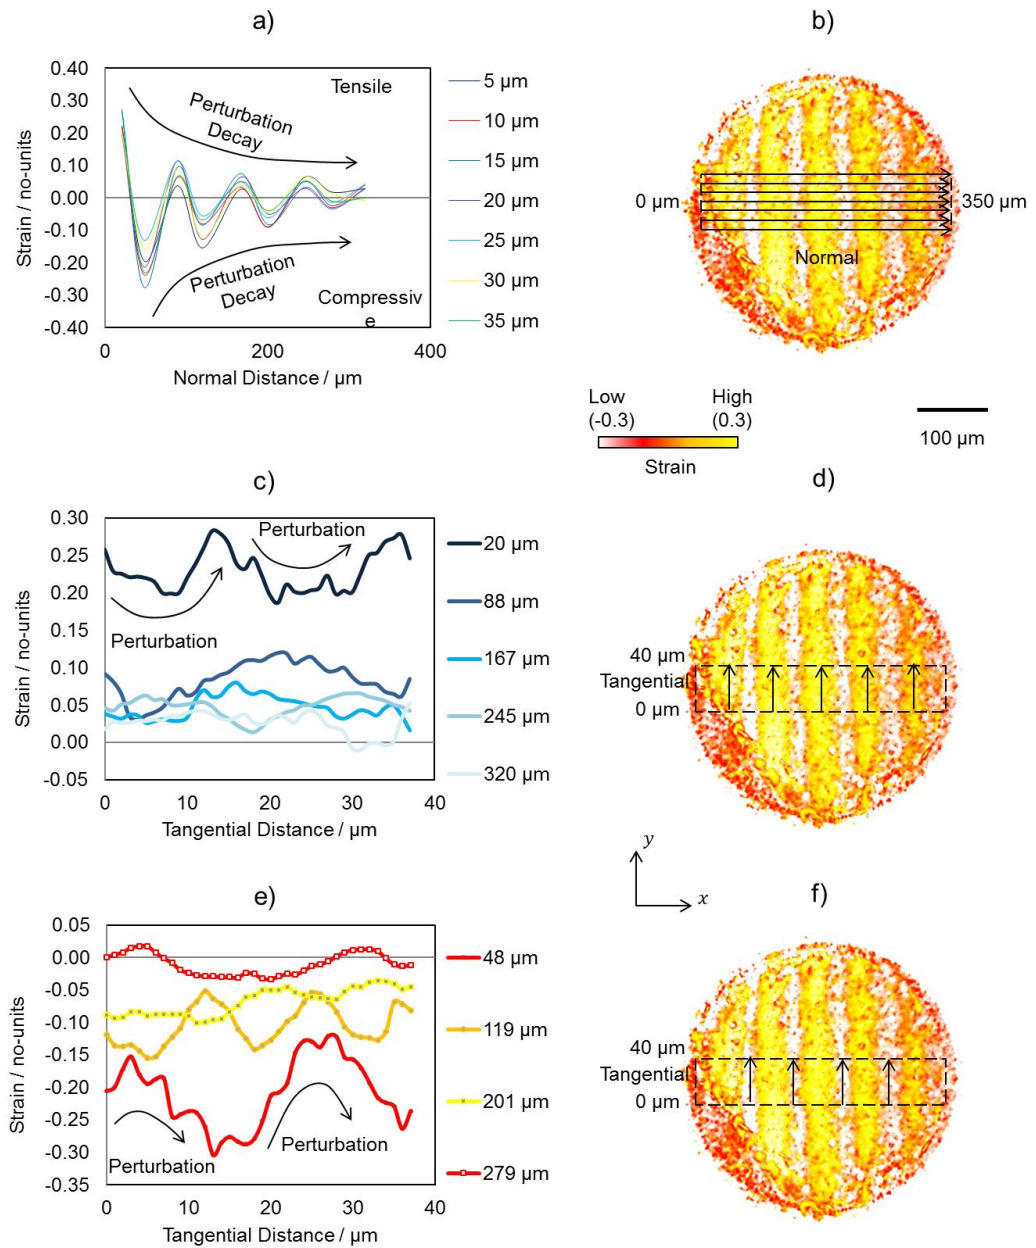 a)
0.40
0.30
0.20
0.10
0.00
-0.10
-0.20
-0.30
-0.40
Strain / no-units
0
200
400
Normal Distance / µm
Tensile
Perturbation
Decay
Perturbation
Decay
Compressiv
e
5 µm
10 µm
15 µm
20 µm
25 µm
30 µm
35 µm
b)
0 µm
350 µm
Normal
Low
(-0.3)
High
(0.3)
Strain
100 µm
c)
0.30
0.25
0.20
0.15
0.10
0.05
0.00
-0.05
Strain / no-units
0
10
20
30
40
Tangential Distance / µm
Perturbation
Perturbation
20 µm
88 µm
167 µm
245 µm
320 µm
d)
40 µm
Tangential
0 µm
y
x
e)
0.05
0.00
-0.05
-0.10
-0.15
-0.20
-0.25
-0.30
-0.35
Strain / no-units
0
10
20
30
40
Tangential Distance / µm
Perturbation
Perturbation
48 µm
119 µm
201 µm
279 µm
f)
40 µm
Tangential
0 µm